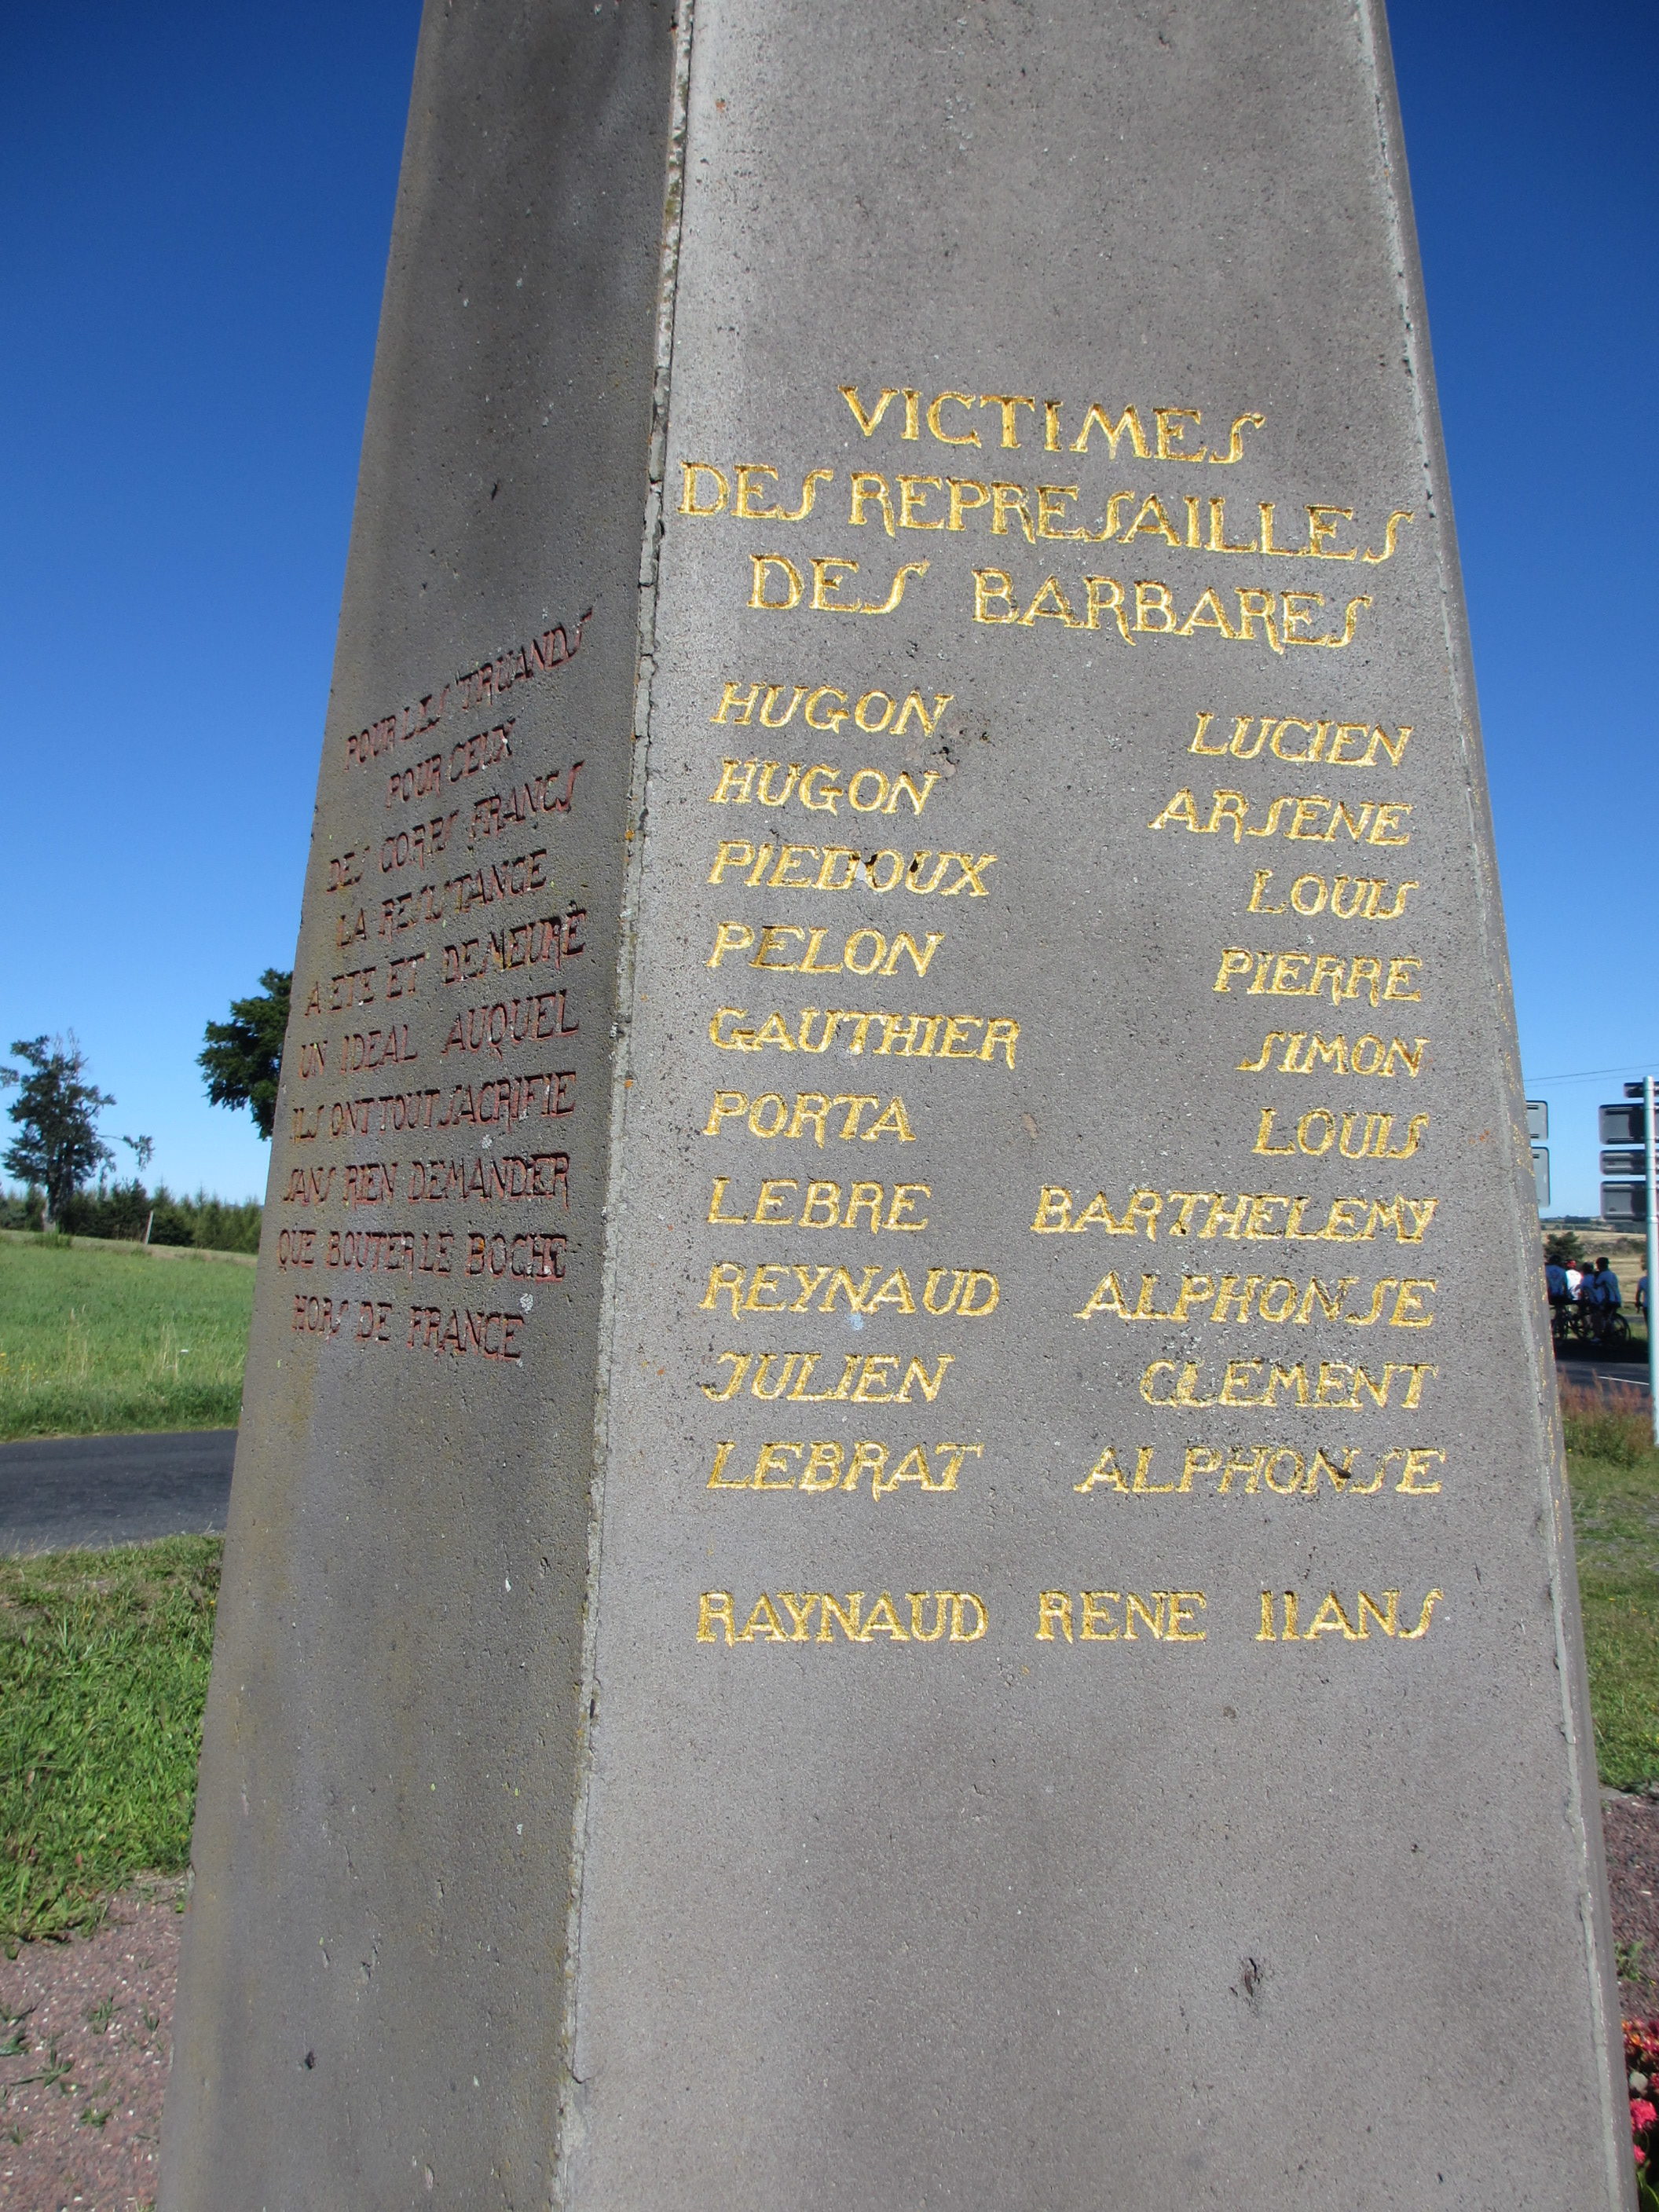 POUR LES TRUANDS
POUR CEUX
DES CORPS FRANCS
LA RESISTANCE
A ETE ET DEMEURE
UN IDEAL AUQUEL
ILS ONT TOUT SACRIFIE
SANS RIEN DEMANDER
QUE BOUTER LE BOCHE
HORS DE FRANCE
VICTIMES
DES REPRESAILLES
DES BARBARES
HUGON LUCIEN
HUGON ARSENE
PIEDOUX LOUIS
PELON PIERRE
GAUTHIER SIMON
PORTA LOUIS
LEBRE BARTHELEMY
REYNAUD ALPHONSE
JULIEN CLEMENT
LEBRAT ALPHONSE
RAYNAUD RENE 11 ANS